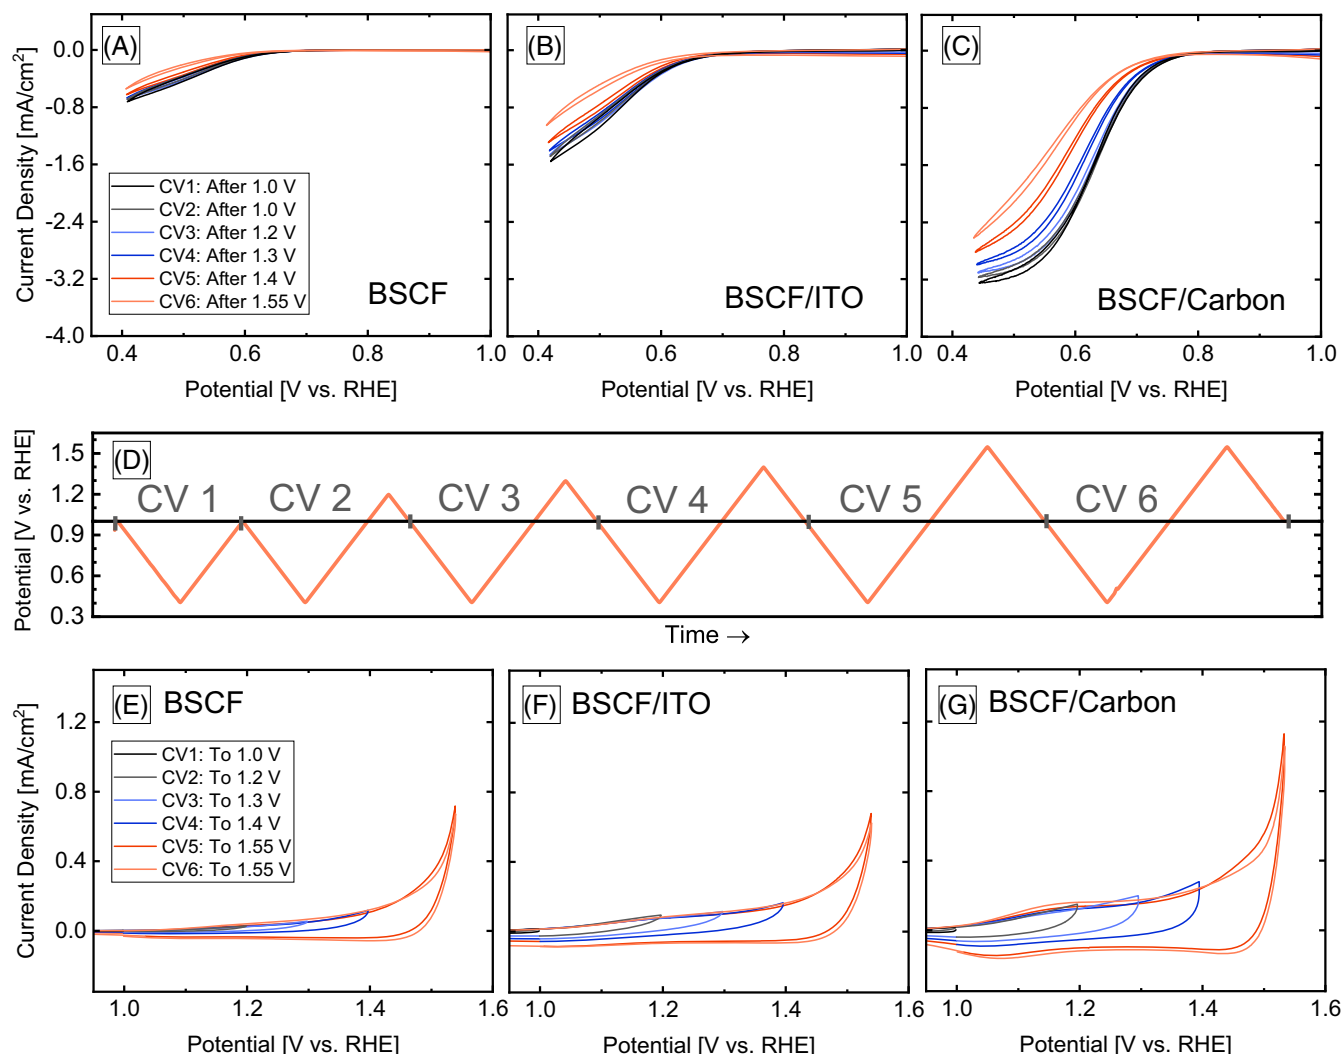 (A)
(B)
(C)
0.0
-0.8
-1.6
-2.4
-3.2
-4.0
Current Density [mA/cm²]
CV1: After 1.0 V
CV2: After 1.0 V
CV3: After 1.2 V
CV4: After 1.3 V
CV5: After 1.4 V
CV6: After 1.55 V
BSCF
BSCF/ITO
BSCF/Carbon
0.4 0.6 0.8 1.0
0.4 0.6 0.8 1.0
0.4 0.6 0.8 1.0
Potential [V vs. RHE]
Potential [V vs. RHE]
Potential [V vs. RHE]
(D)
1.5
1.2
0.9
0.6
0.3
Potential [V vs. RHE]
CV 1
CV 2
CV 3
CV 4
CV 5
CV 6
Time →
(E) BSCF
(F) BSCF/ITO
(G) BSCF/Carbon
1.2
0.8
0.4
0.0
Current Density [mA/cm²]
CV1: To 1.0 V
CV2: To 1.2 V
CV3: To 1.3 V
CV4: To 1.4 V
CV5: To 1.55 V
CV6: To 1.55 V
1.0 1.2 1.4 1.6
1.0 1.2 1.4 1.6
1.0 1.2 1.4 1.6
Potential [V vs. RHE]
Potential [V vs. RHE]
Potential [V vs. RHE]